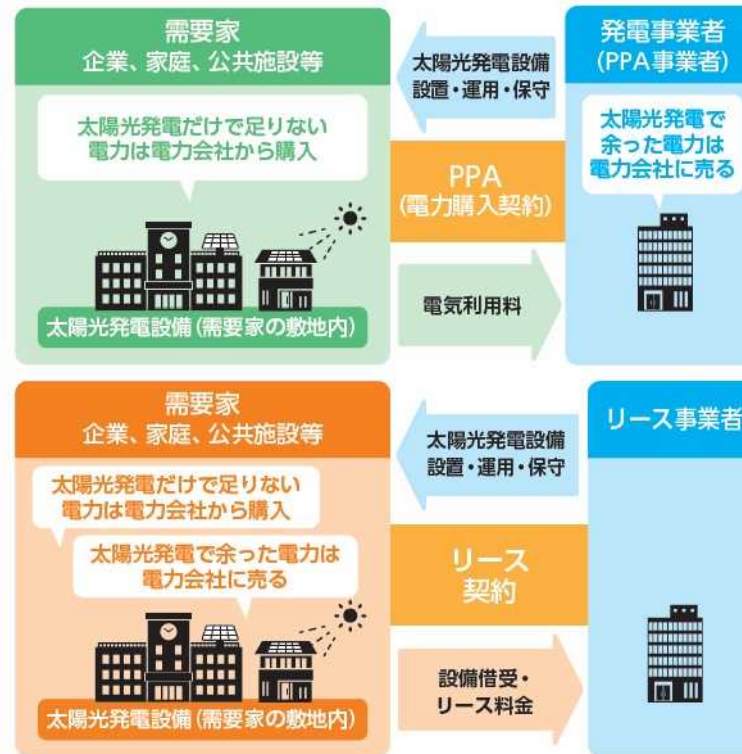 需要家
企業、家庭、公共施設等
太陽光発電だけで足りない
電力は電力会社から購入
太陽光発電設備(需要家の敷地内)
太陽光発電設備
設置・運用・保守
PPA
(電力購入契約)
電気利用料
発電事業者
(PPA事業者)
太陽光発電で
余った電力は
電力会社に売る
需要家
企業、家庭、公共施設等
太陽光発電だけで足りない
電力は電力会社から購入
太陽光発電で余った電力は
電力会社に売る
太陽光発電設備(需要家の敷地内)
太陽光発電設備
設置・運用・保守
リース
契約
設備借受・
リース料金
リース事業者